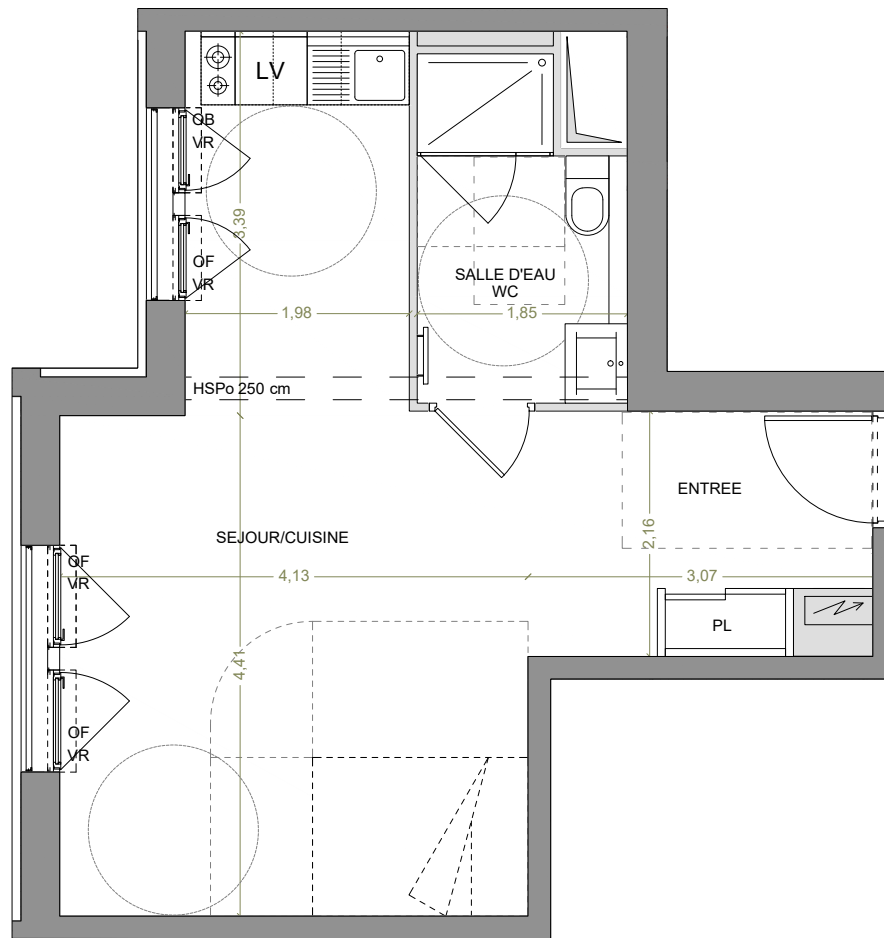 LV
OB
VR
3,39
OF
VR
SALLE D'EAU
WC
1,98
1,85
HSPo 250 cm
ENTREE
2,16
SEJOUR/CUISINE
OF
VR
4,13
3,07
PL
4,41
OF
VR